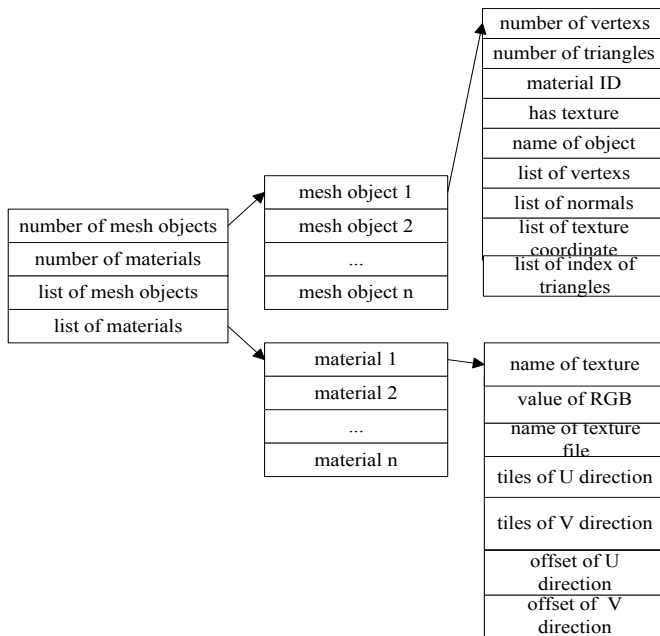 number of mesh objects
number of materials
list of mesh objects
list of materials
mesh object 1
mesh object 2
...
mesh object n
material 1
material 2
...
material n
number of vertexs
number of triangles
material ID
has texture
name of object
list of vertexs
list of normals
list of texture
coordinate
list of index of
triangles
name of texture
value of RGB
name of texture
file
tiles of U direction
tiles of V direction
offset of U
direction
offset of V
direction